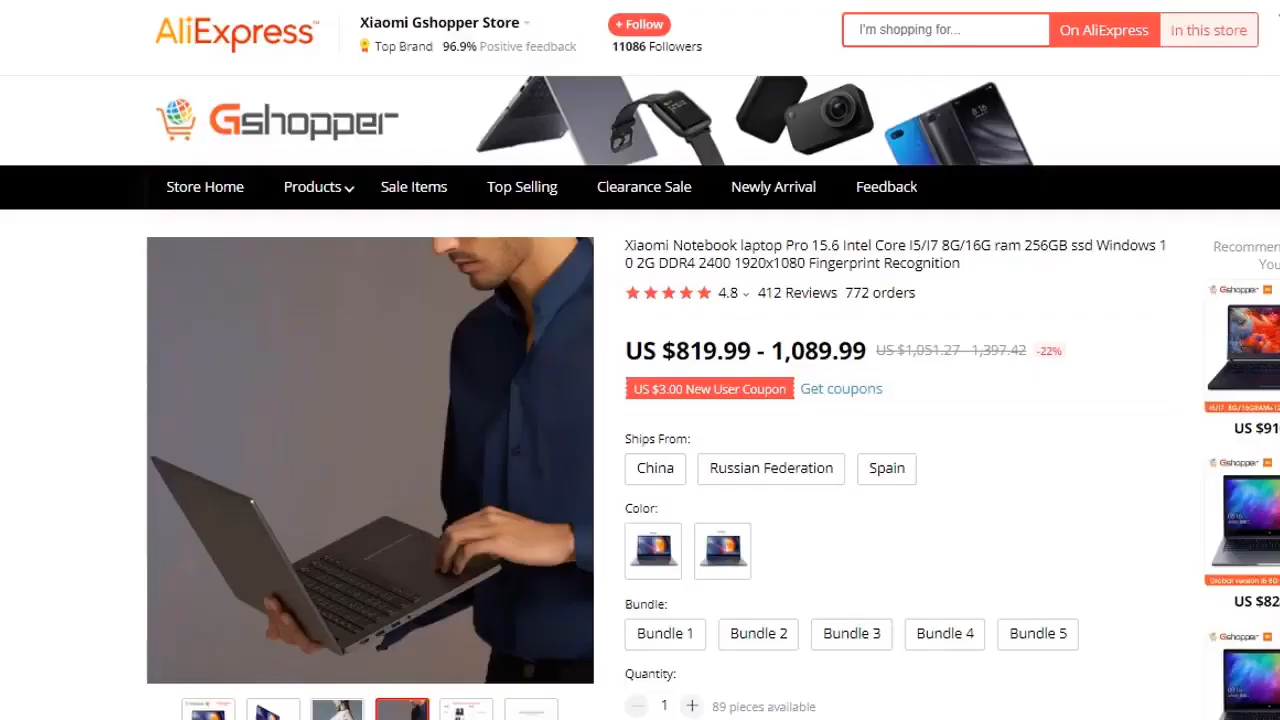 AliExpress™
Xiaomi Gshopper Store
Top Brand 96.9% Positive feedback
+ Follow
11086 Followers
I'm shopping for...
On AliExpress
In this store
Gshopper
Store Home
Products
Sale Items
Top Selling
Clearance Sale
Newly Arrival
Feedback
Xiaomi Notebook laptop Pro 15.6 Intel Core I5/I7 8G/16G ram 256GB ssd Windows 1
0 2G DDR4 2400 1920x1080 Fingerprint Recognition
4.8 412 Reviews 772 orders
US $819.99 - 1,089.99 US $1,051.27 - 1,397.42 -22%
US $3.00 New User Coupon Get coupons
Ships From:
China
Russian Federation
Spain
Color:
Bundle:
Bundle 1
Bundle 2
Bundle 3
Bundle 4
Bundle 5
Quantity:
1
89 pieces available
Recommen
You
Gshopper
US $910
Gshopper
US $82
Gshopper